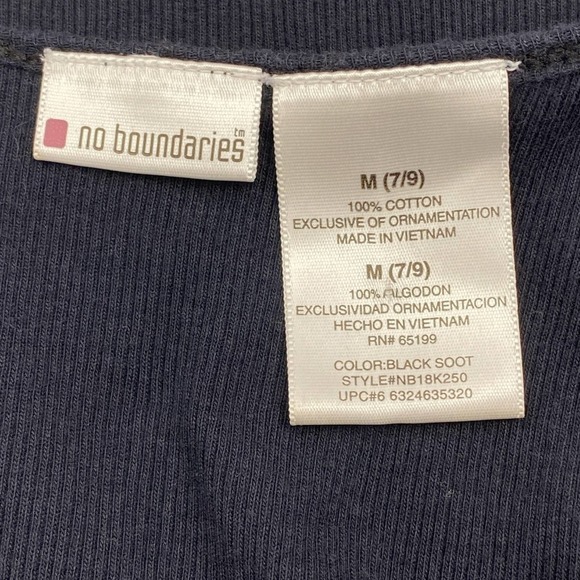 no boundaries tm
M (7/9)
100% COTTON
EXCLUSIVE OF ORNAMENTATION
MADE IN VIETNAM
M (7/9)
100% ALGODON
EXCLUSIVIDAD ORNAMENTACION
HECHO EN VIETNAM
RN# 65199
COLOR:BLACK SOOT
STYLE#NB18K250
UPC#6 6324635320